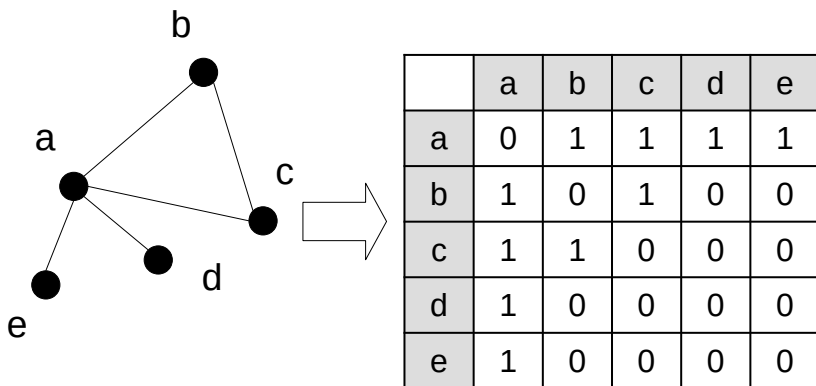 b
a
c
d
e
a b c d e
a 0 1 1 1 1
b 1 0 1 0 0
c 1 1 0 0 0
d 1 0 0 0 0
e 1 0 0 0 0